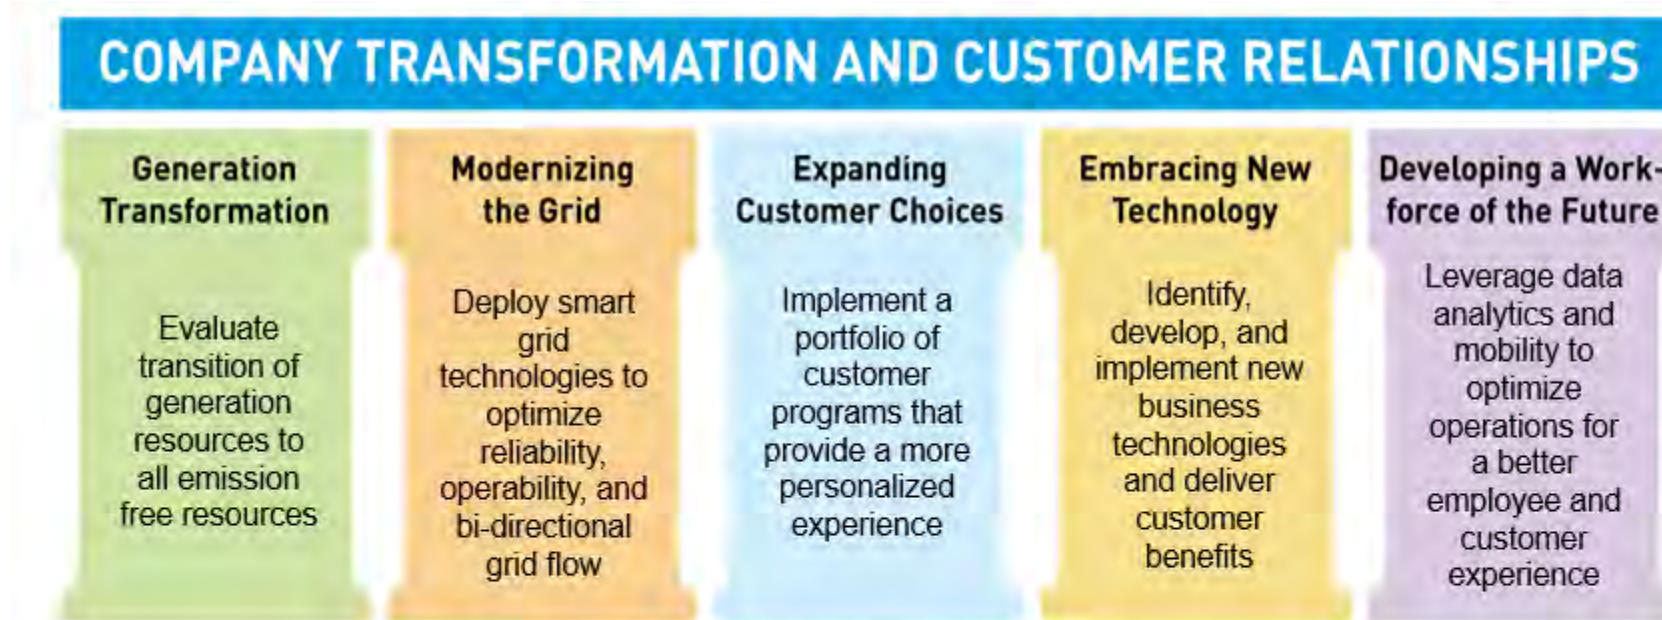 COMPANY TRANSFORMATION AND CUSTOMER RELATIONSHIPS
Generation
Transformation
Evaluate
transition of
generation
resources to
all emission
free resources
Modernizing
the Grid
Deploy smart
grid
technologies to
optimize
reliability,
operability, and
bi-directional
grid flow
Expanding
Customer Choices
Implement a
portfolio of
customer
programs that
provide a more
personalized
experience
Embracing New
Technology
Identify,
develop, and
implement new
business
technologies
and deliver
customer
benefits
Developing a Work-
force of the Future
Leverage data
analytics and
mobility to
optimize
operations for
a better
employee and
customer
experience